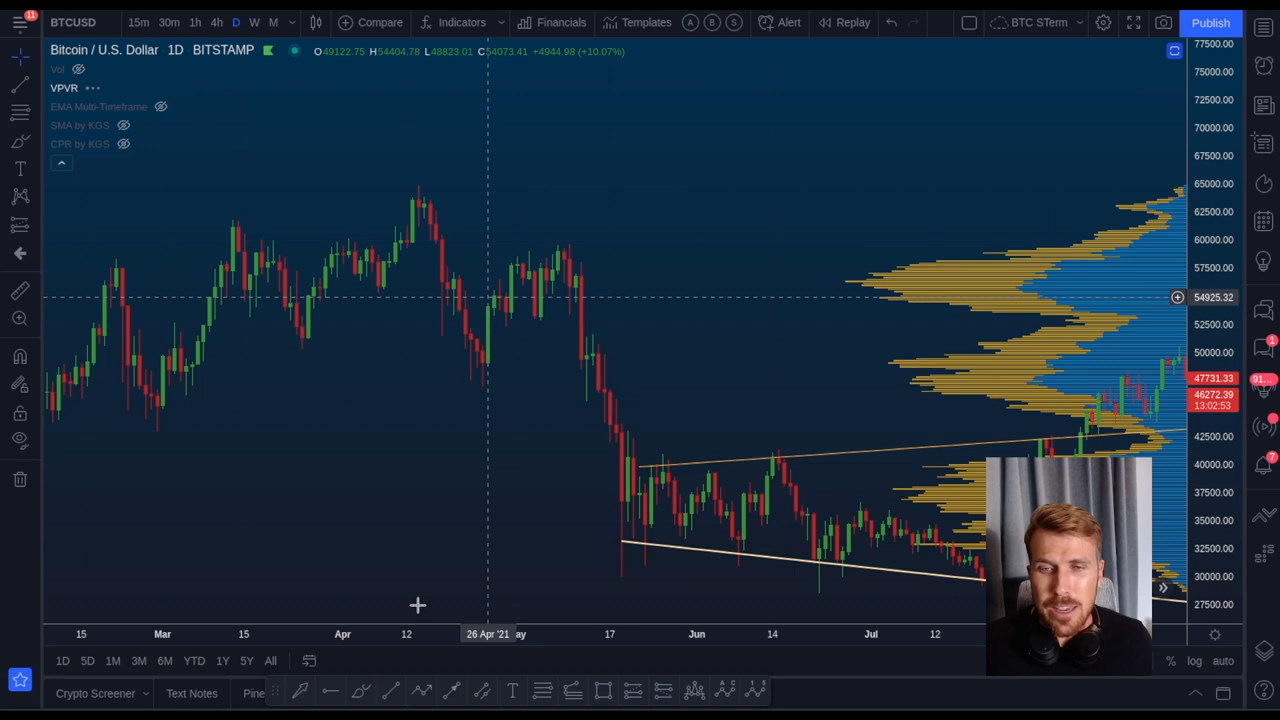 11
BTCUSD 15m 30m 1h 4h D W M Compare Indicators Financials Templates A B S Alert Replay BTC STerm Publish
Bitcoin / U.S. Dollar 1D BITSTAMP O49122.75 H54404.78 L48823.01 C54073.41 +4944.98 (+10.07%)
Vol
VPVR
EMA Multi-Timeframe
SMA by KGS
CPR by KGS
77500.00
75000.00
72500.00
70000.00
67500.00
65000.00
62500.00
60000.00
57500.00
54925.32
52500.00
50000.00
47731.33
46272.39
13:02:53
42500.00
40000.00
37500.00
35000.00
32500.00
30000.00
27500.00
1
91...
7
15 Mar 15 Apr 12 26 Apr '21 ay 17 Jun 14 Jul 12
1D 5D 1M 3M 6M YTD 1Y 5Y All % log auto
Crypto Screener Text Notes Pine